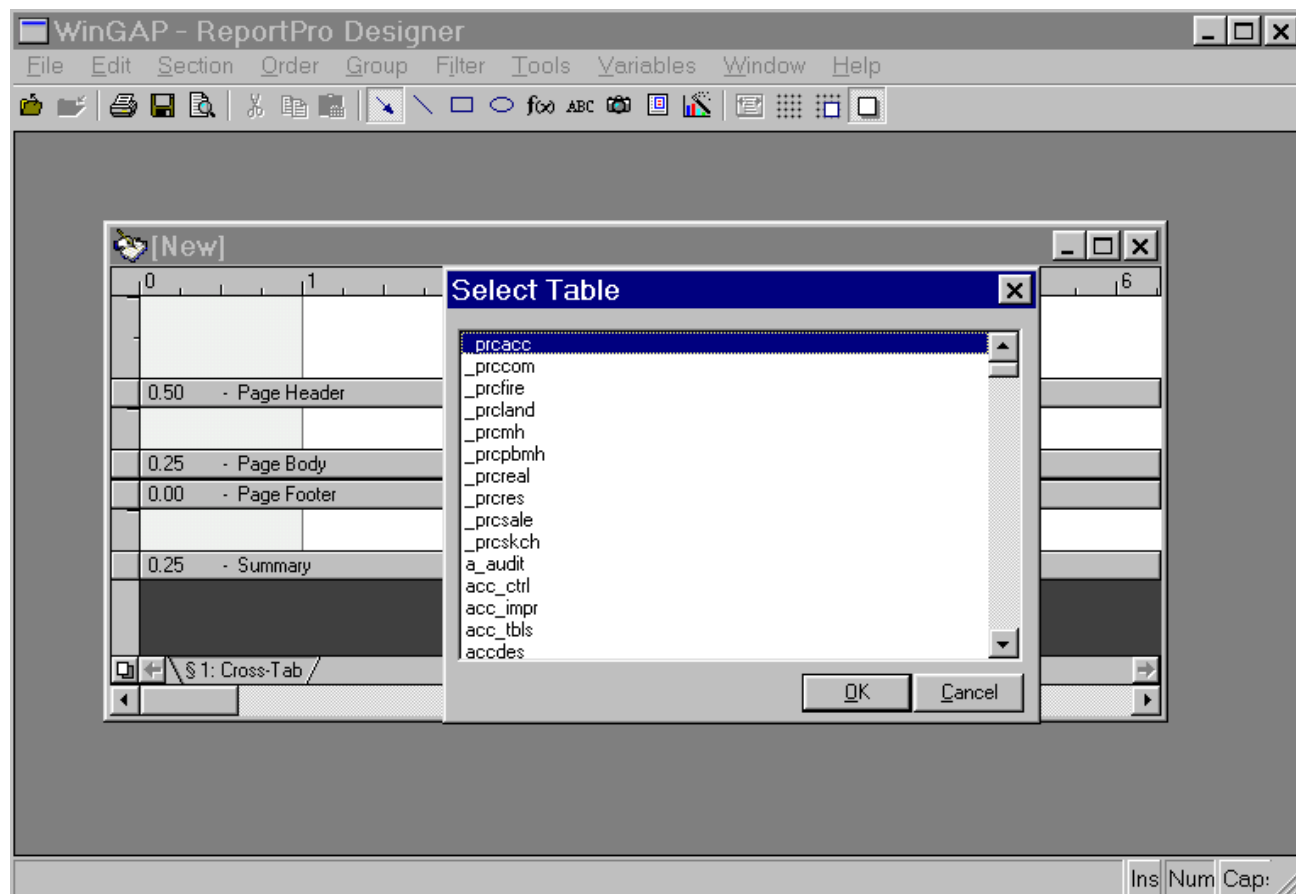 WinGAP - ReportPro Designer
File Edit Section Order Group Filter Tools Variables Window Help
f(x) ABC
[New]
0 1 6
Select Table
_prcacc
_prccom
_prcfire
_prcland
_prcmh
_prcpbmh
_prcreal
_prcres
_prcsale
_prcskch
a_audit
acc_ctrl
acc_impr
acc_tbls
accdes
0.50 - Page Header
0.25 - Page Body
0.00 - Page Footer
0.25 - Summary
§ 1: Cross-Tab
OK Cancel
Ins Num Caps